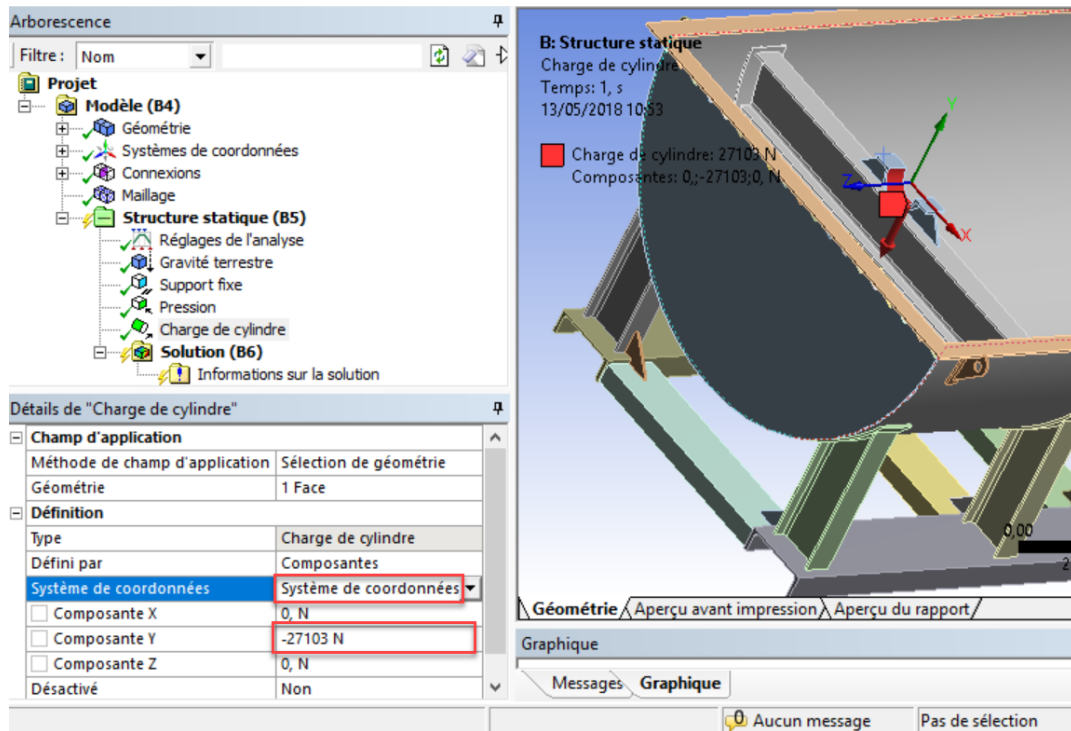 Arborescence
Filtre : Nom
Projet
Modèle (B4)
Géométrie
Systèmes de coordonnées
Connexions
Maillage
Structure statique (B5)
Réglages de l'analyse
Gravité terrestre
Support fixe
Pression
Charge de cylindre
Solution (B6)
Informations sur la solution
Détails de "Charge de cylindre"
Champ d'application
Méthode de champ d'application Sélection de géométrie
Géométrie 1 Face
Définition
Type Charge de cylindre
Défini par Composantes
Système de coordonnées Système de coordonnées
Composante X 0, N
Composante Y -27103 N
Composante Z 0, N
Désactivé Non
B: Structure statique
Charge de cylindre
Temps: 1, s
13/05/2018 10:53
Charge de cylindre: 27103 N
Composantes: 0,;-27103;0, N
Y
Z
X
0,00
2
Géométrie Aperçu avant impression Aperçu du rapport
Graphique
Messages Graphique
0 Aucun message Pas de sélection